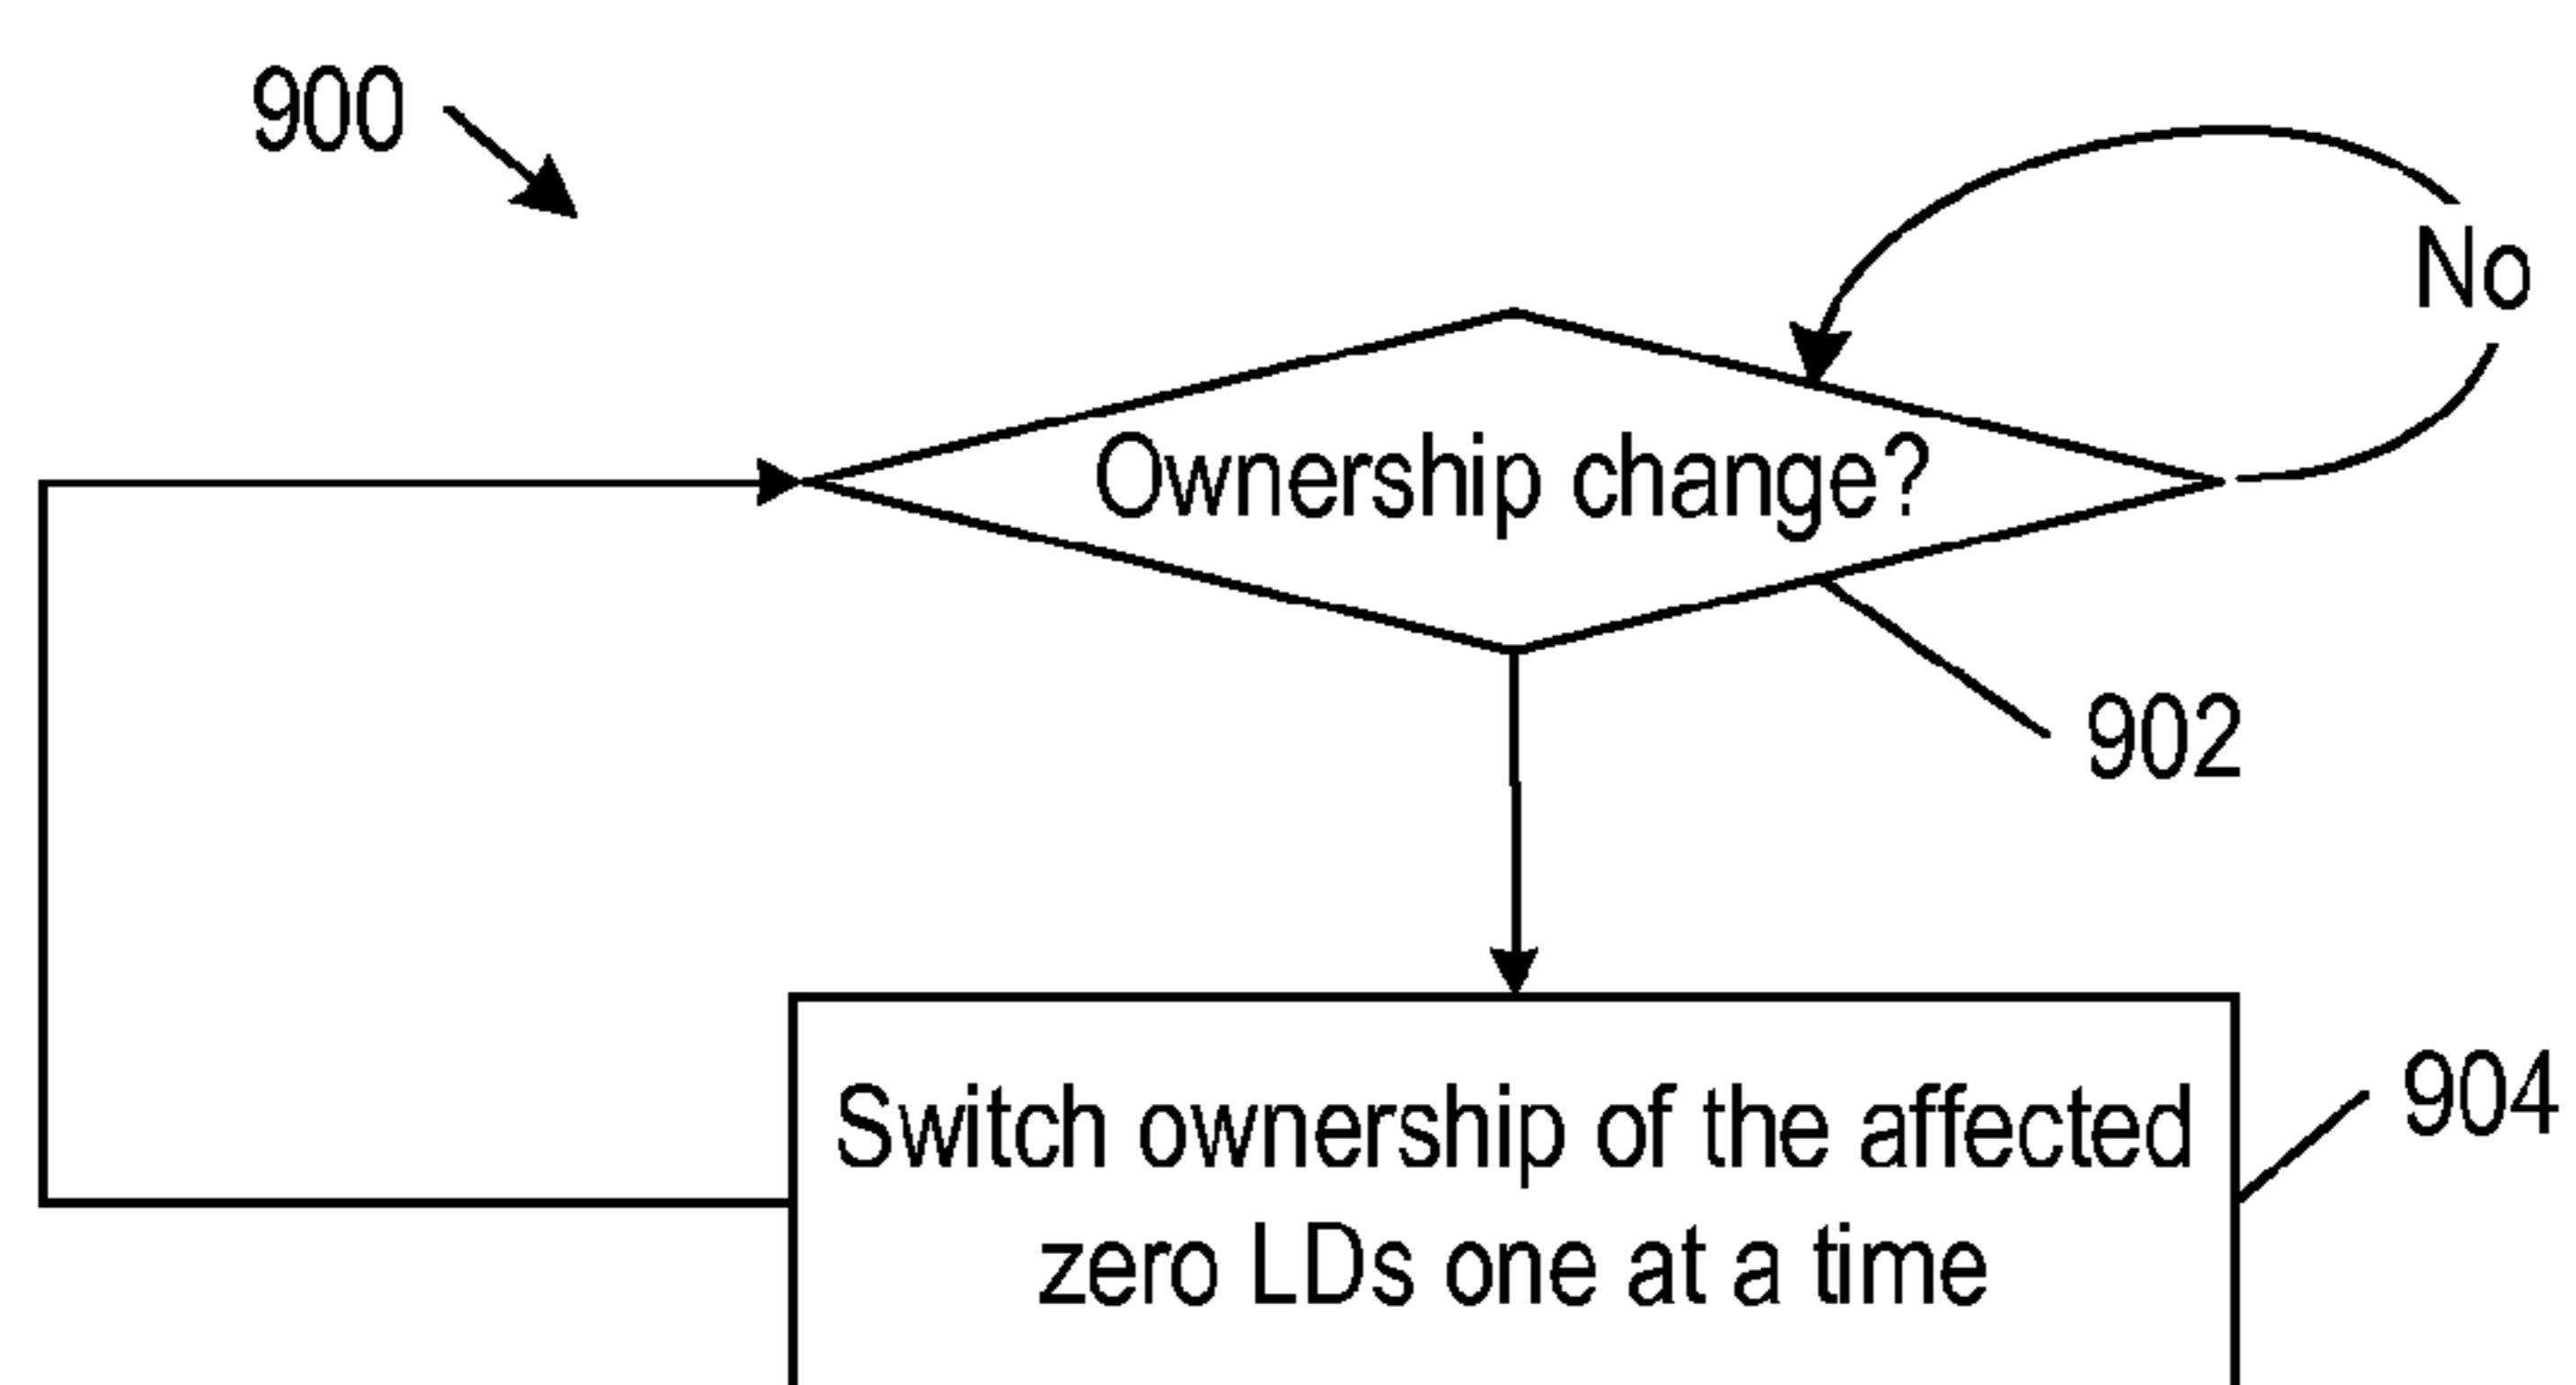 900
No
Ownership change?
902
Switch ownership of the affected
zero LDs one at a time
904